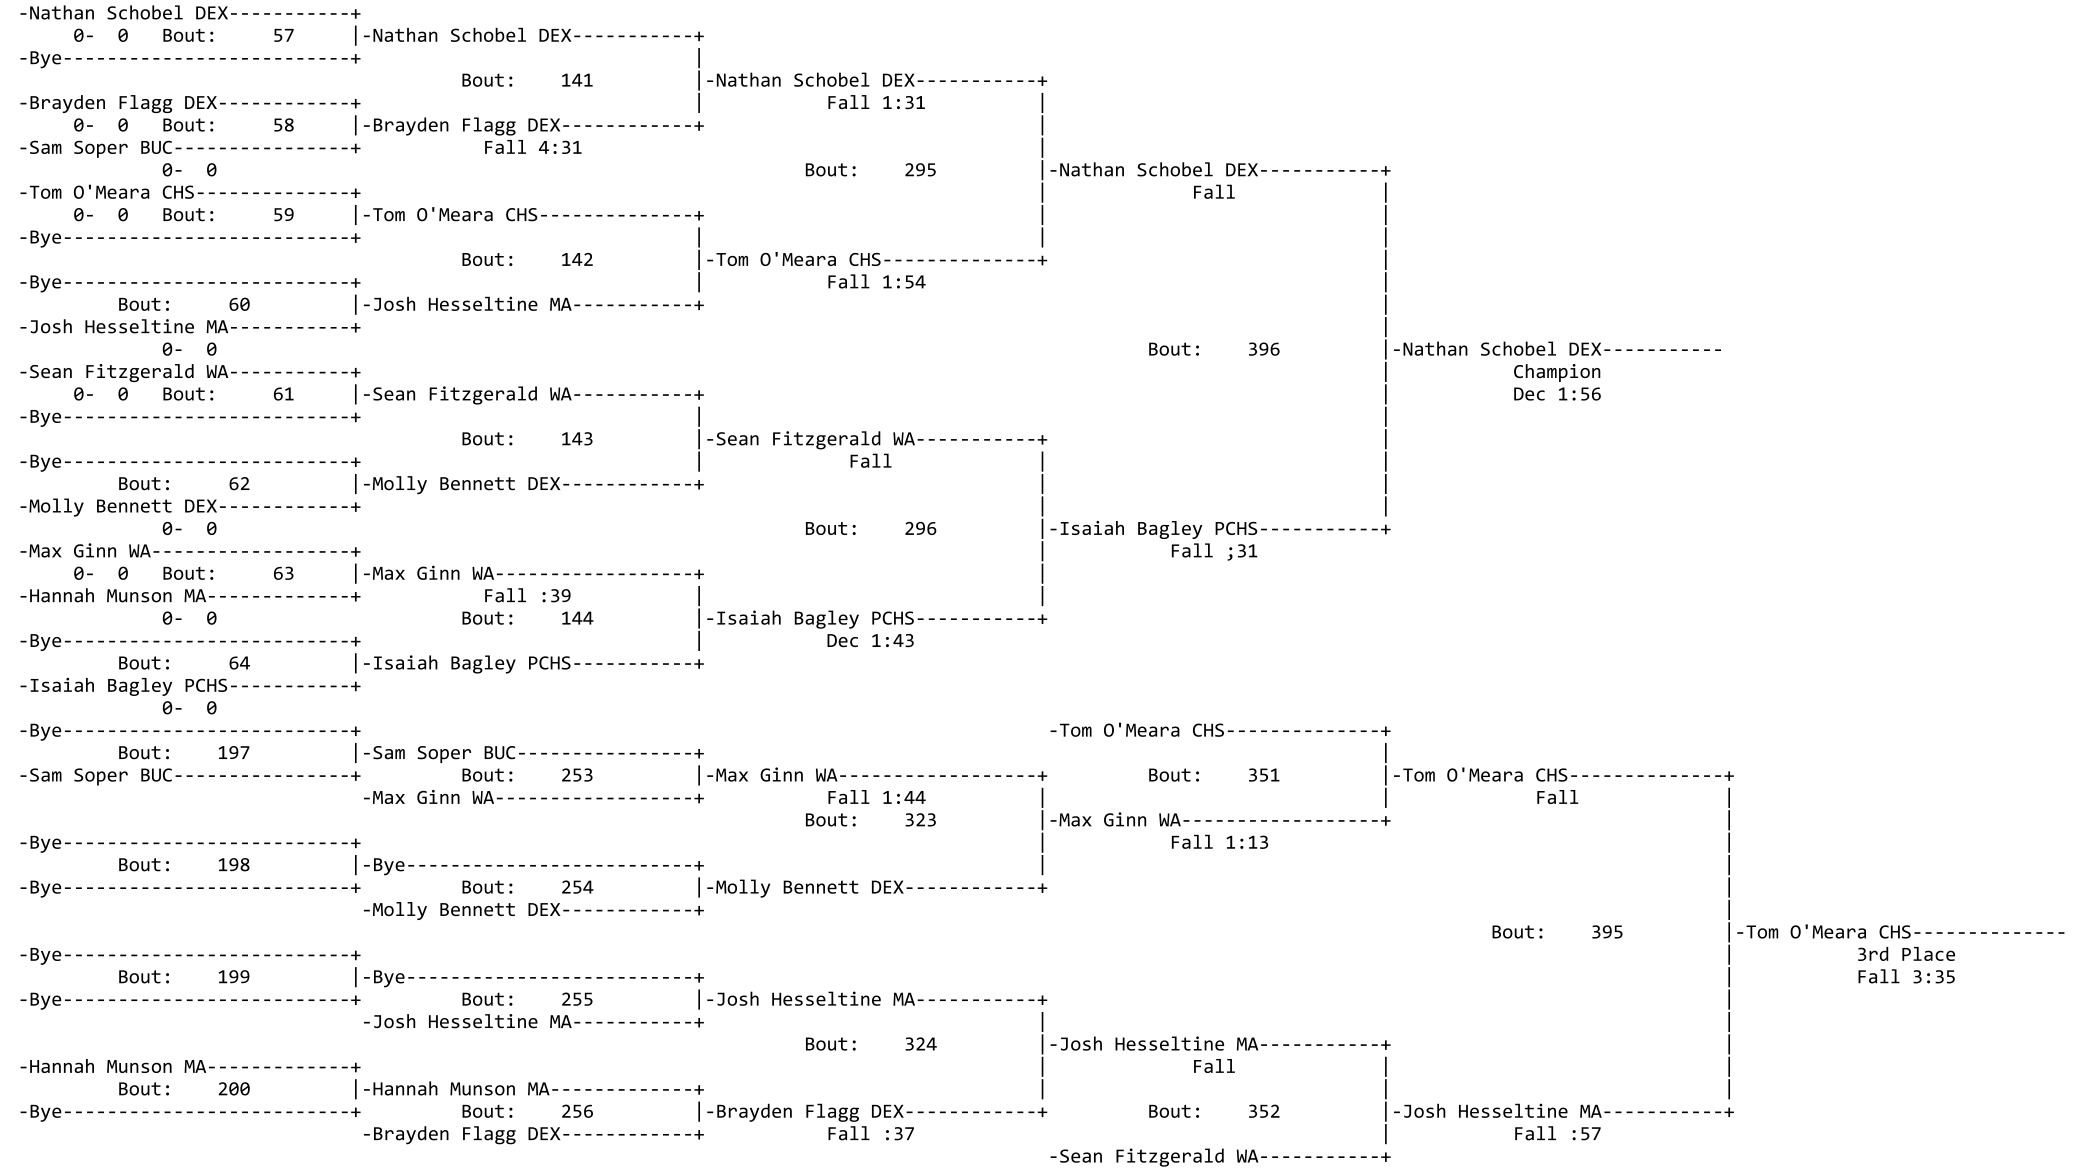 -Nathan Schobel DEX-----------+
     0-  0   Bout:     57     |-Nathan Schobel DEX-----------+
-Bye--------------------------+                              |
                                        Bout:    141         |-Nathan Schobel DEX-----------+
-Brayden Flagg DEX------------+                              |           Fall 1:31          |
     0-  0   Bout:     58     |-Brayden Flagg DEX------------+                              |
-Sam Soper BUC----------------+           Fall 4:31                                         |
             0-  0                                                     Bout:    295         |-Nathan Schobel DEX-----------+
-Tom O'Meara CHS--------------+                                                             |             Fall             |
     0-  0   Bout:     59     |-Tom O'Meara CHS--------------+                              |                              |
-Bye--------------------------+                              |                              |                              |
                                        Bout:    142         |-Tom O'Meara CHS--------------+                              |
-Bye--------------------------+                              |           Fall 1:54                                         |
         Bout:     60         |-Josh Hesseltine MA-----------+                                                             |
-Josh Hesseltine MA-----------+                                                                                            |
             0-  0                                                                                    Bout:    396         |-Nathan Schobel DEX-----------
-Sean Fitzgerald WA-----------+                                                                                            |           Champion
     0-  0   Bout:     61     |-Sean Fitzgerald WA-----------+                                                             |           Dec 1:56
-Bye--------------------------+                              |                                                             |
                                        Bout:    143         |-Sean Fitzgerald WA-----------+                              |
-Bye--------------------------+                              |             Fall             |                              |
         Bout:     62         |-Molly Bennett DEX------------+                              |                              |
-Molly Bennett DEX------------+                                                             |                              |
             0-  0                                                     Bout:    296         |-Isaiah Bagley PCHS-----------+
-Max Ginn WA------------------+                                                             |           Fall ;31
     0-  0   Bout:     63     |-Max Ginn WA------------------+                              |
-Hannah Munson MA-------------+           Fall :39           |                              |
             0-  0                      Bout:    144         |-Isaiah Bagley PCHS-----------+
-Bye--------------------------+                              |           Dec 1:43
         Bout:     64         |-Isaiah Bagley PCHS-----------+
-Isaiah Bagley PCHS-----------+
             0-  0
-Bye--------------------------+                                                              -Tom O'Meara CHS--------------+
         Bout:    197         |-Sam Soper BUC----------------+                                                             |
-Sam Soper BUC----------------+         Bout:    253         |-Max Ginn WA------------------+         Bout:    351         |-Tom O'Meara CHS--------------+
                               -Max Ginn WA------------------+           Fall 1:44          |                              |             Fall             |
                                                                       Bout:    323         |-Max Ginn WA------------------+                              |
-Bye--------------------------+                                                             |           Fall 1:13                                         |
         Bout:    198         |-Bye--------------------------+                              |                                                             |
-Bye--------------------------+         Bout:    254         |-Molly Bennett DEX------------+                                                             |
                               -Molly Bennett DEX------------+                                                                                            |
                                                                                                                                     Bout:    395         |-Tom O'Meara CHS--------------
-Bye--------------------------+                                                                                                                           |           3rd Place
         Bout:    199         |-Bye--------------------------+                                                                                            |           Fall 3:35
-Bye--------------------------+         Bout:    255         |-Josh Hesseltine MA-----------+                                                             |
                               -Josh Hesseltine MA-----------+                              |                                                             |
                                                                       Bout:    324         |-Josh Hesseltine MA-----------+                              |
-Hannah Munson MA-------------+                                                             |             Fall             |                              |
         Bout:    200         |-Hannah Munson MA-------------+                              |                              |                              |
-Bye--------------------------+         Bout:    256         |-Brayden Flagg DEX------------+         Bout:    352         |-Josh Hesseltine MA-----------+
                               -Brayden Flagg DEX------------+           Fall :37                                          |           Fall :57
                                                                                             -Sean Fitzgerald WA-----------+